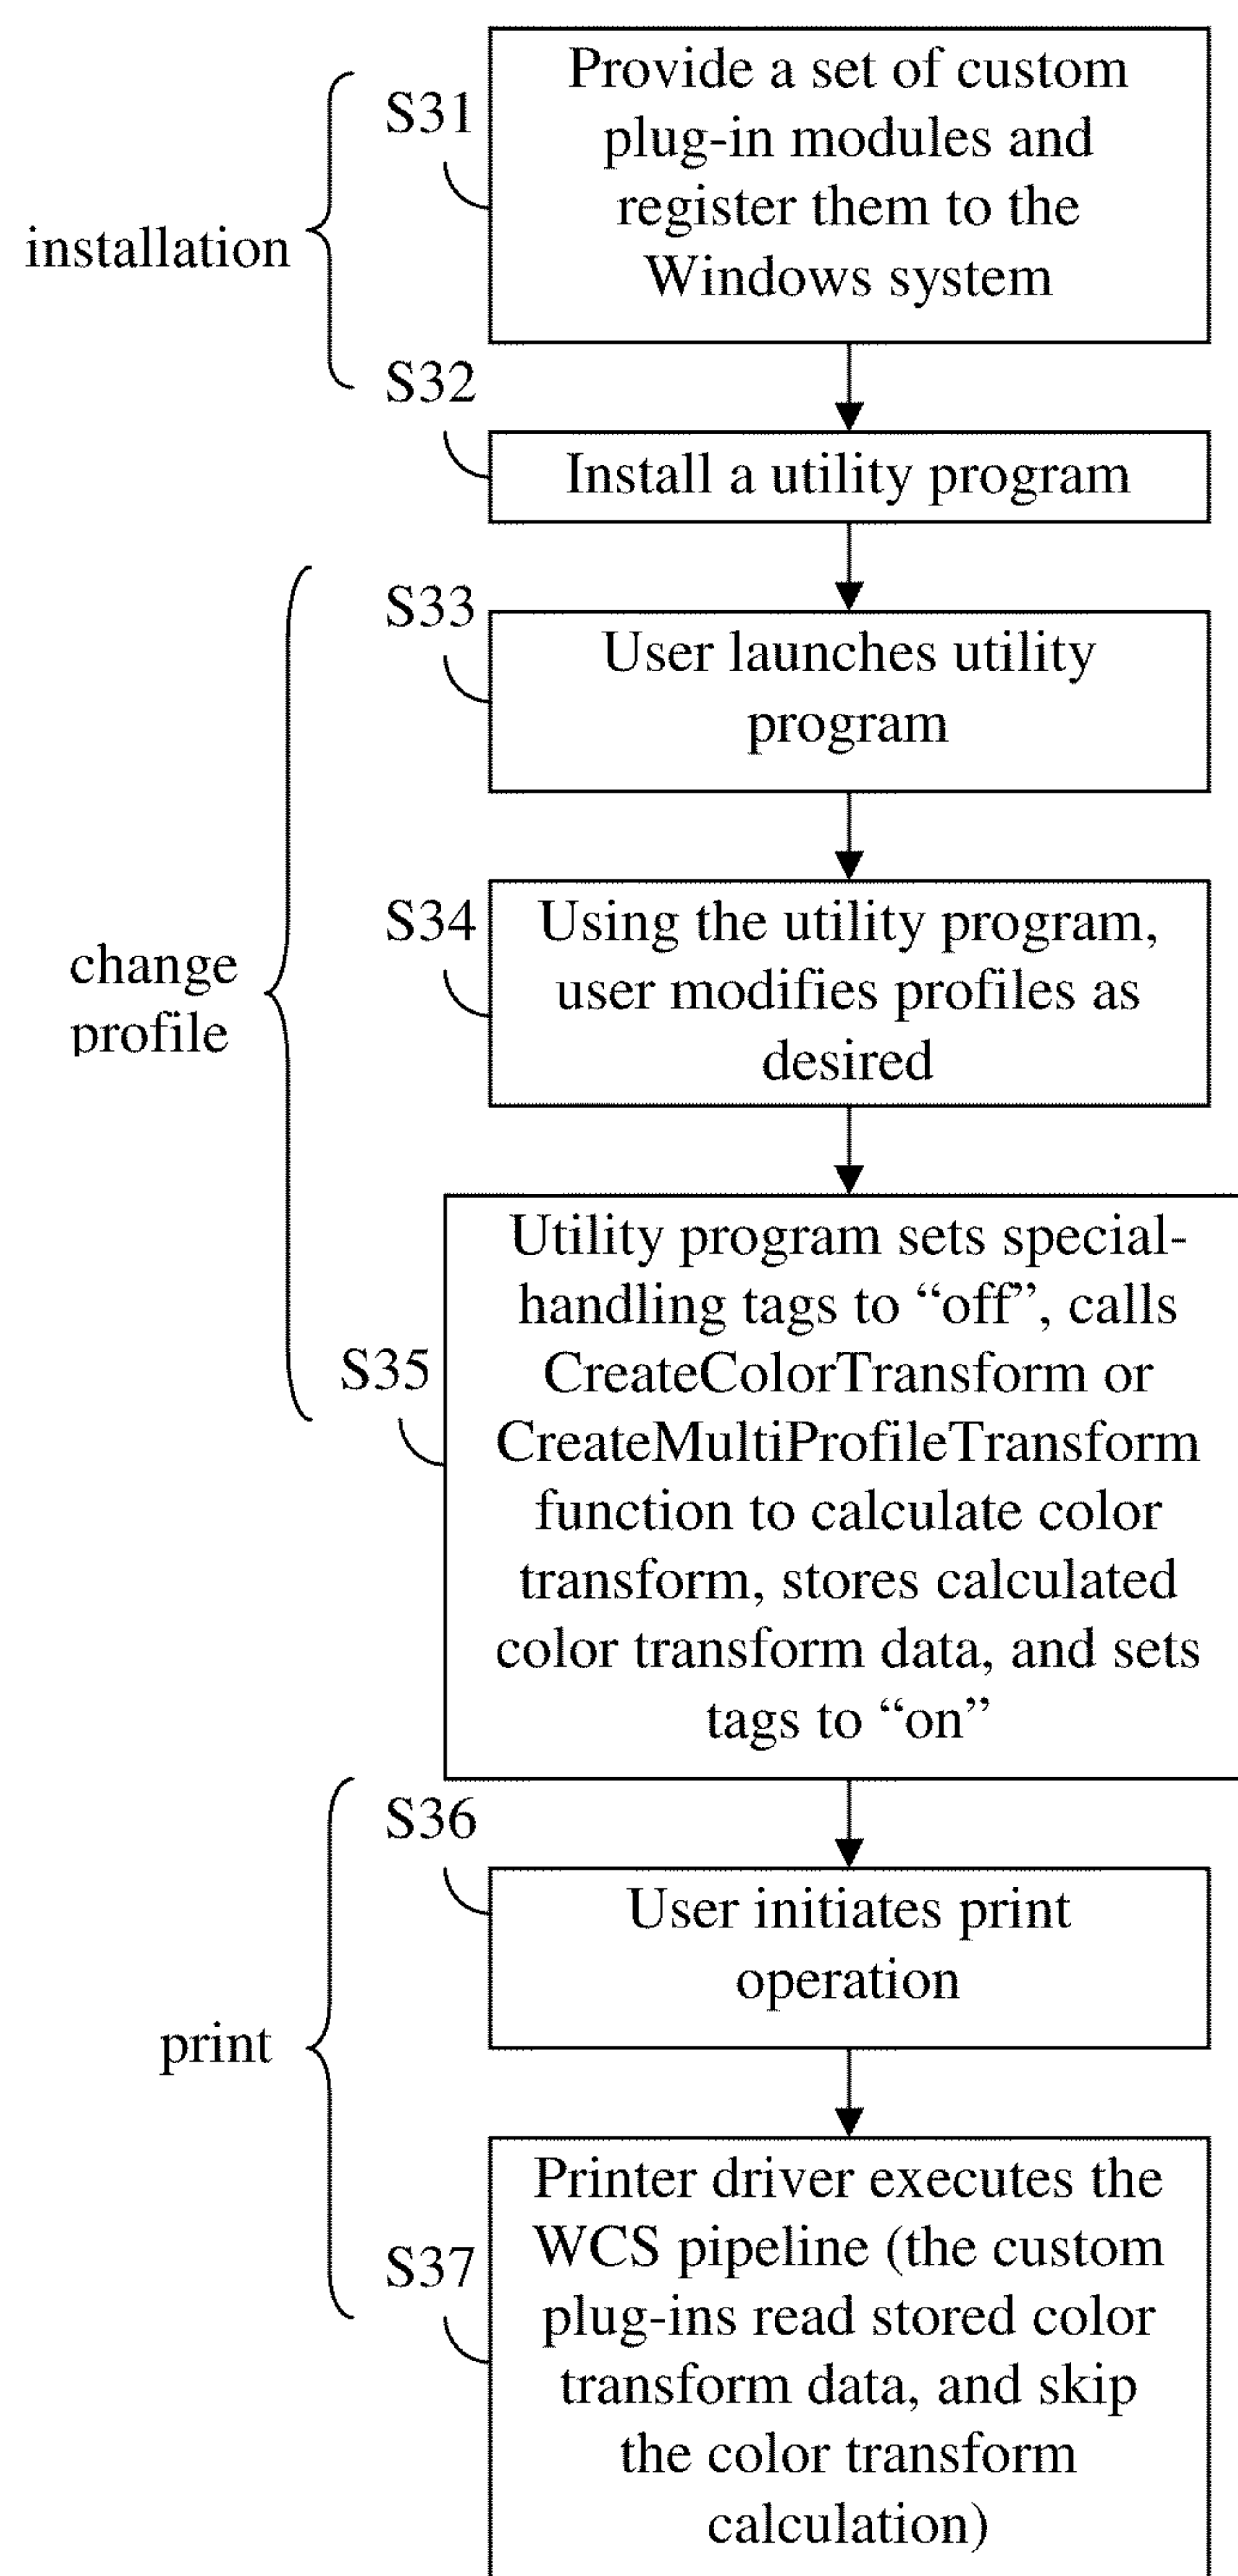 installation
S31
Provide a set of custom
plug-in modules and
register them to the
Windows system
S32
Install a utility program
change
profile
S33
User launches utility
program
S34
Using the utility program,
user modifies profiles as
desired
S35
Utility program sets special-
handling tags to “off”, calls
CreateColorTransform or
CreateMultiProfileTransform
function to calculate color
transform, stores calculated
color transform data, and sets
tags to “on”
print
S36
User initiates print
operation
S37
Printer driver executes the
WCS pipeline (the custom
plug-ins read stored color
transform data, and skip
the color transform
calculation)